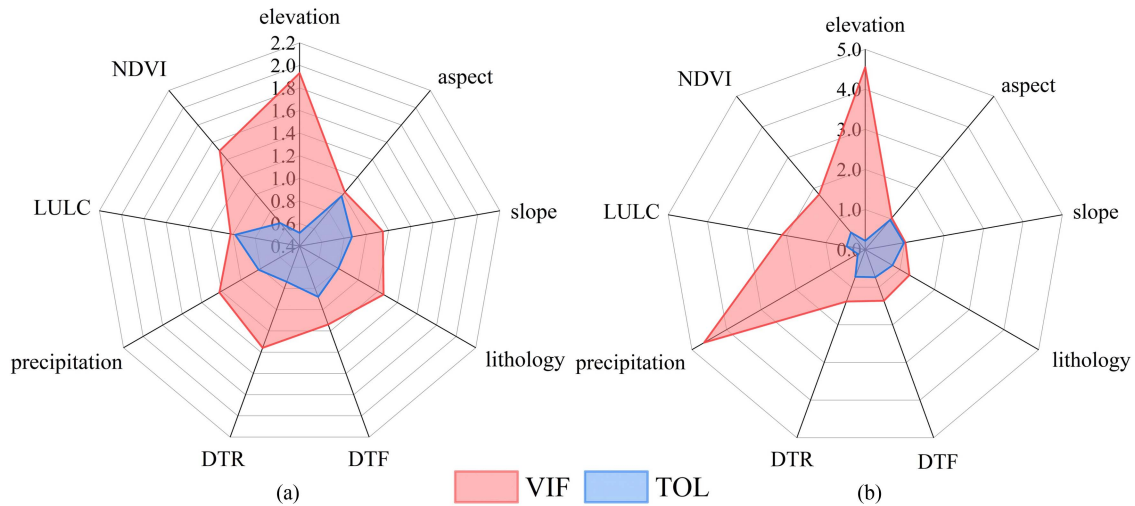 elevation
2.2
2.0
1.8
1.6
1.4
1.2
1.0
0.8
0.6
0.4
NDVI
aspect
LULC
slope
precipitation
lithology
DTR
DTF
(a)
elevation
5.0
4.0
3.0
2.0
1.0
0.0
NDVI
aspect
LULC
slope
precipitation
lithology
DTR
DTF
(b)
VIF
TOL